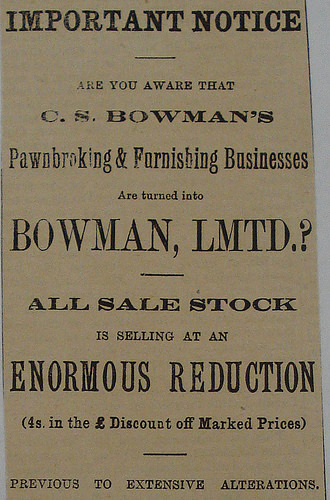 IMPORTANT NOTICE
ARE YOU AWARE THAT
C. S. BOWMAN'S
Pawnbroking & Furnishing Businesses
Are turned into
BOWMAN, LMTD.?
ALL SALE STOCK
IS SELLING AT AN
ENORMOUS REDUCTION
(4s. in the £ Discount off Marked Prices)
PREVIOUS TO EXTENSIVE ALTERATIONS.